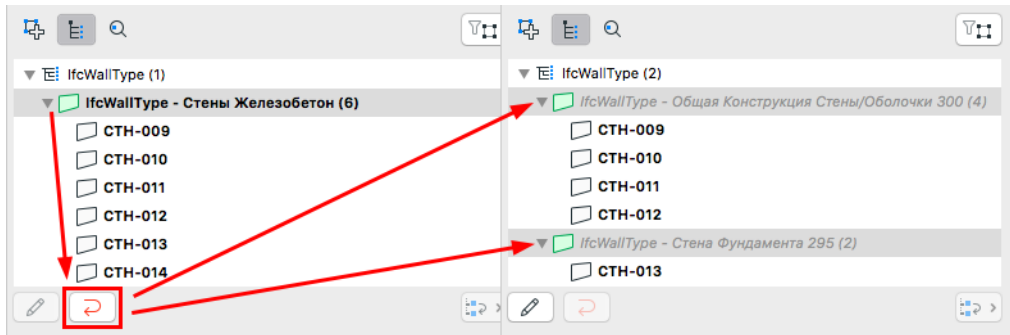 IfcWallType (1)
IfcWallType - Стены Железобетон (6)
СТН-009
СТН-010
СТН-011
СТН-012
СТН-013
СТН-014
IfcWallType (2)
IfcWallType - Общая Конструкция Стены/Оболочки 300 (4)
СТН-009
СТН-010
СТН-011
СТН-012
IfcWallType - Стена Фундамента 295 (2)
СТН-013